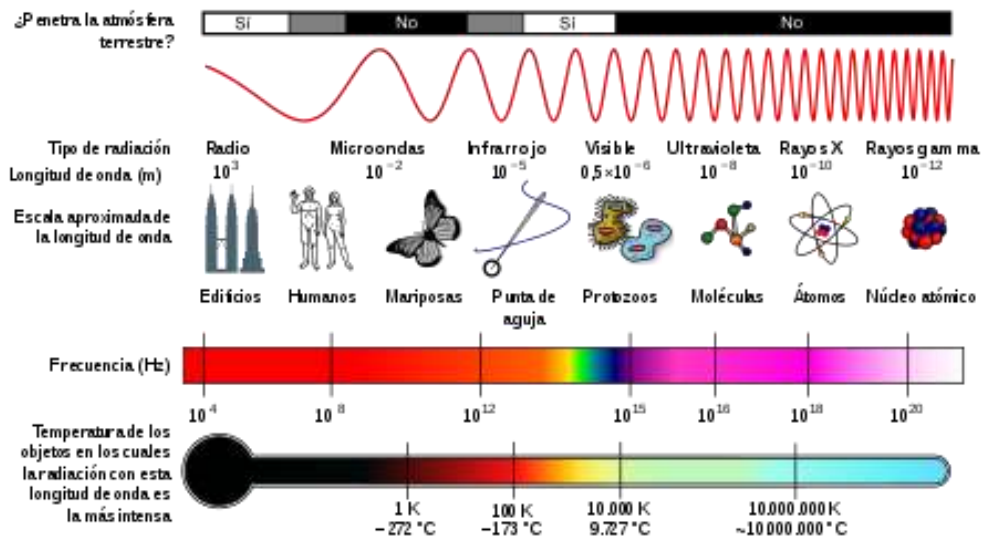 ¿Penetra la atmósfera
terrestre?
Sí No Sí No
Tipo de radiación Radio Microondas Infrarrojo Visible Ultravioleta Rayos X Rayos gamma
Longitud de onda (m) 10³ 10⁻² 10⁻⁵ 0,5×10⁻⁶ 10⁻⁸ 10⁻¹⁰ 10⁻¹²
Escala aproximada de
la longitud de onda
Edificios Humanos Mariposas Punta de Protozoos Moléculas Átomos Núcleo atómico
aguja
Frecuencia (Hz)
10⁴ 10⁸ 10¹² 10¹⁵ 10¹⁶ 10¹⁸ 10²⁰
Temperatura de los
objetos en los cuales
la radiación con esta
longitud de onda es
la más intensa
1 K 100 K 10.000 K 10.000.000 K
−272 °C −173 °C 9.727 °C ~10.000.000 °C